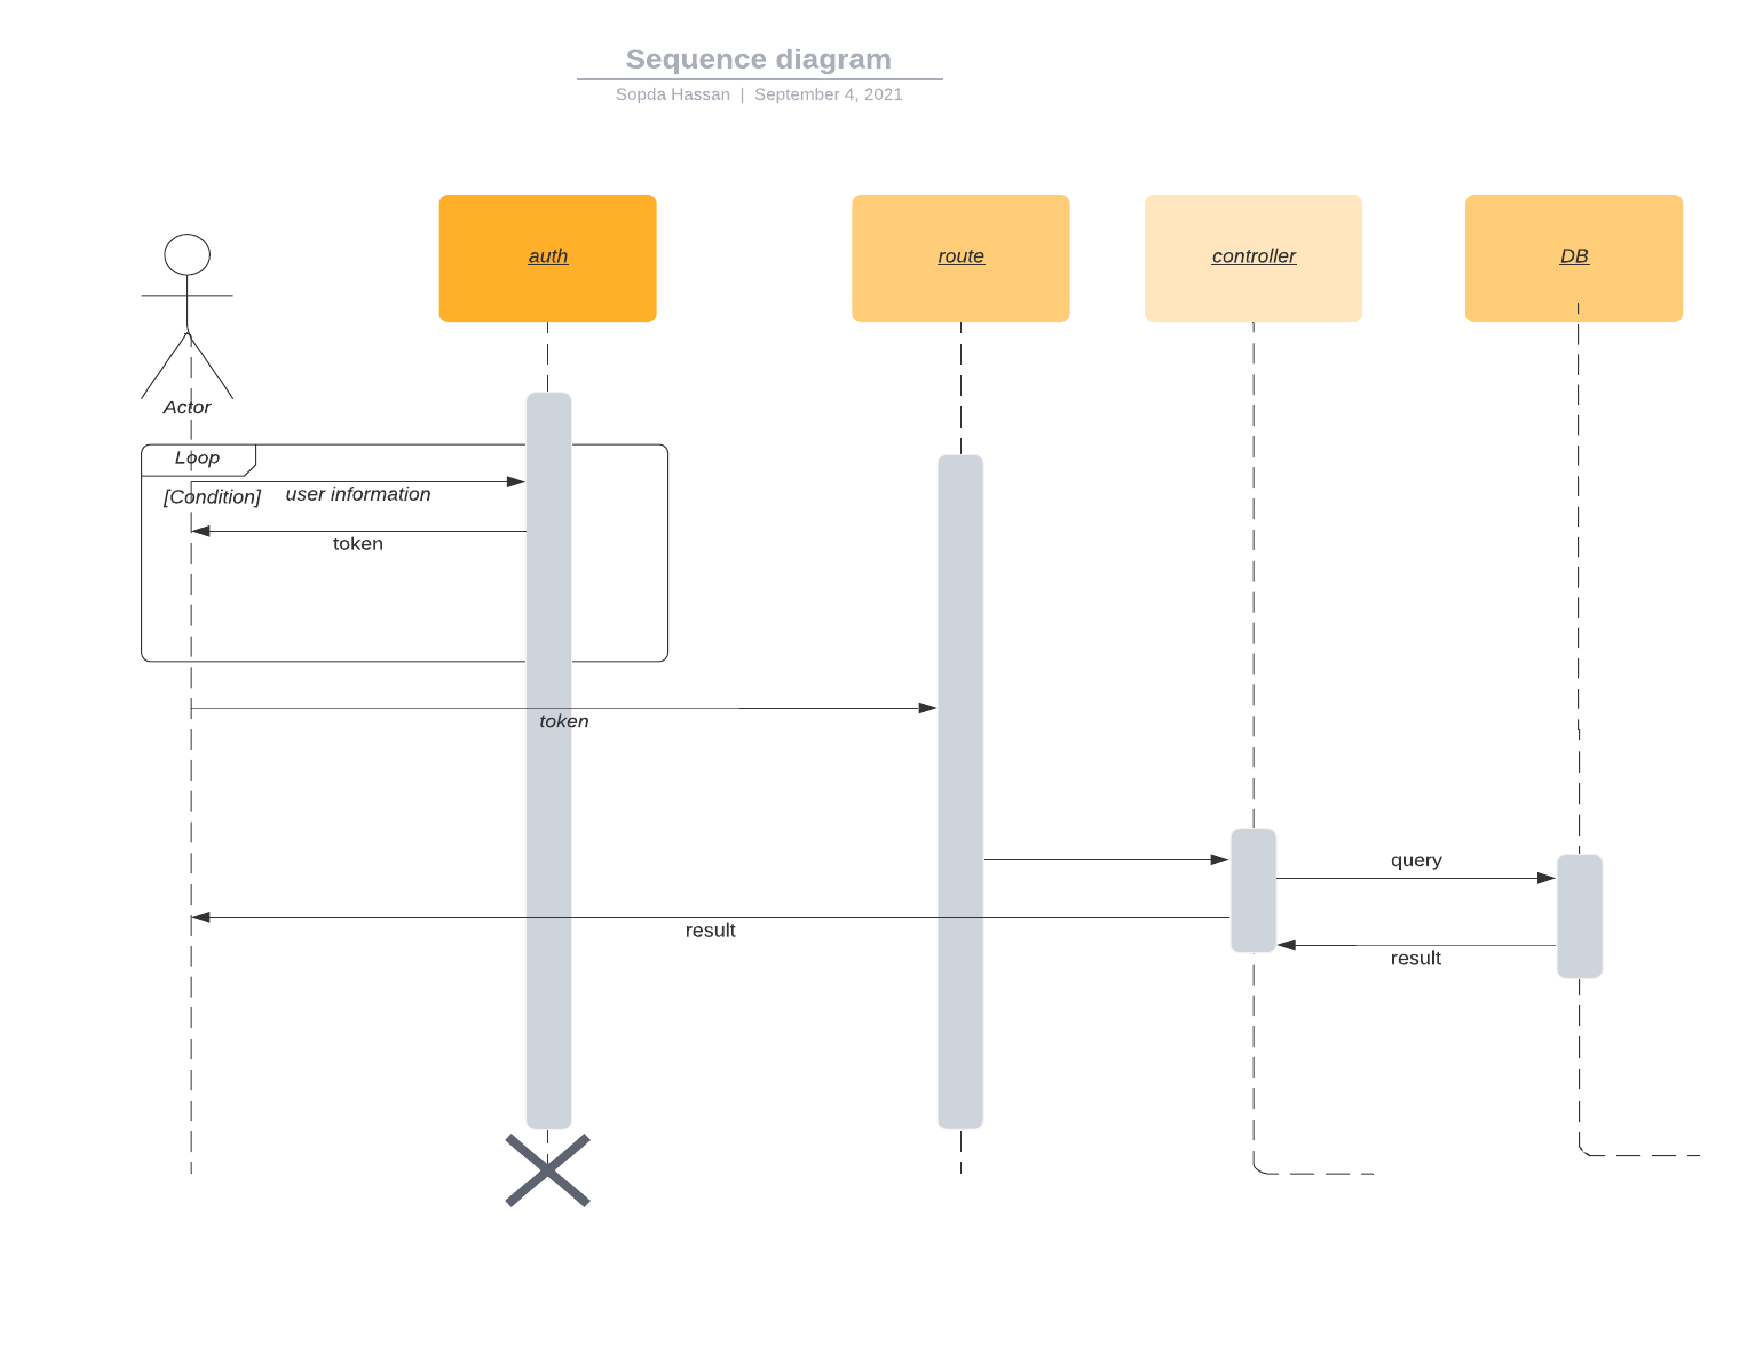 Sequence diagram
Sopda Hassan | September 4, 2021
auth
route
controller
DB
Actor
Loop
[Condition]
user information
token
token
query
result
result